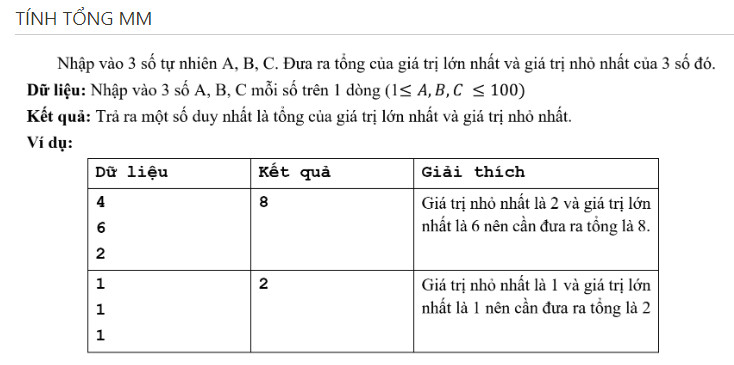 TÍNH TỔNG MM
Nhập vào 3 số tự nhiên A, B, C. Đưa ra tổng của giá trị lớn nhất và giá trị nhỏ nhất của 3 số đó.
Dữ liệu: Nhập vào 3 số A, B, C mỗi số trên 1 dòng (1≤ A, B, C ≤ 100)
Kết quả: Trả ra một số duy nhất là tổng của giá trị lớn nhất và giá trị nhỏ nhất.
Ví dụ:
Dữ liệu Kết quả Giải thích
4 8 Giá trị nhỏ nhất là 2 và giá trị lớn
6 nhất là 6 nên cần đưa ra tổng là 8.
2
1 2 Giá trị nhỏ nhất là 1 và giá trị lớn
1 nhất là 1 nên cần đưa ra tổng là 2
1